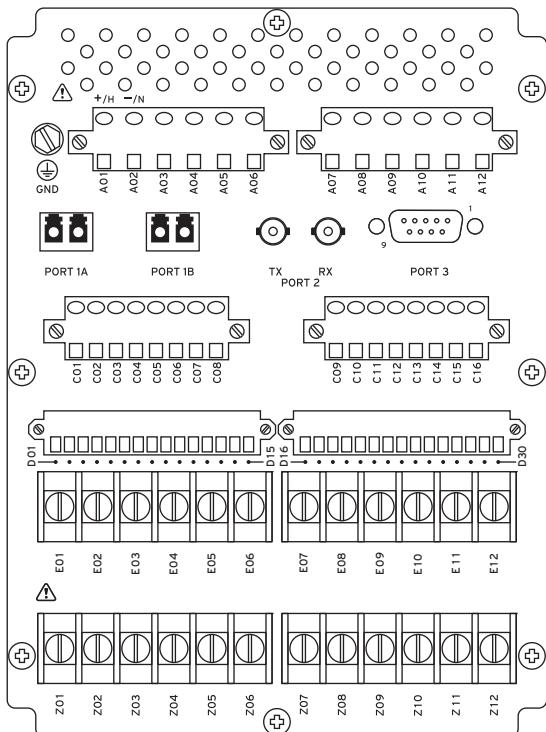 +/H −/N
GND
A01 A02 A03 A04 A05 A06 A07 A08 A09 A10 A11 A12
1
9
PORT 1A PORT 1B TX RX PORT 3
PORT 2
C01 C02 C03 C04 C05 C06 C07 C08 C09 C10 C11 C12 C13 C14 C15 C16
D01 D15 D16 D30
E01 E02 E03 E04 E05 E06 E07 E08 E09 E10 E11 E12
Z01 Z02 Z03 Z04 Z05 Z06 Z07 Z08 Z09 Z10 Z11 Z12